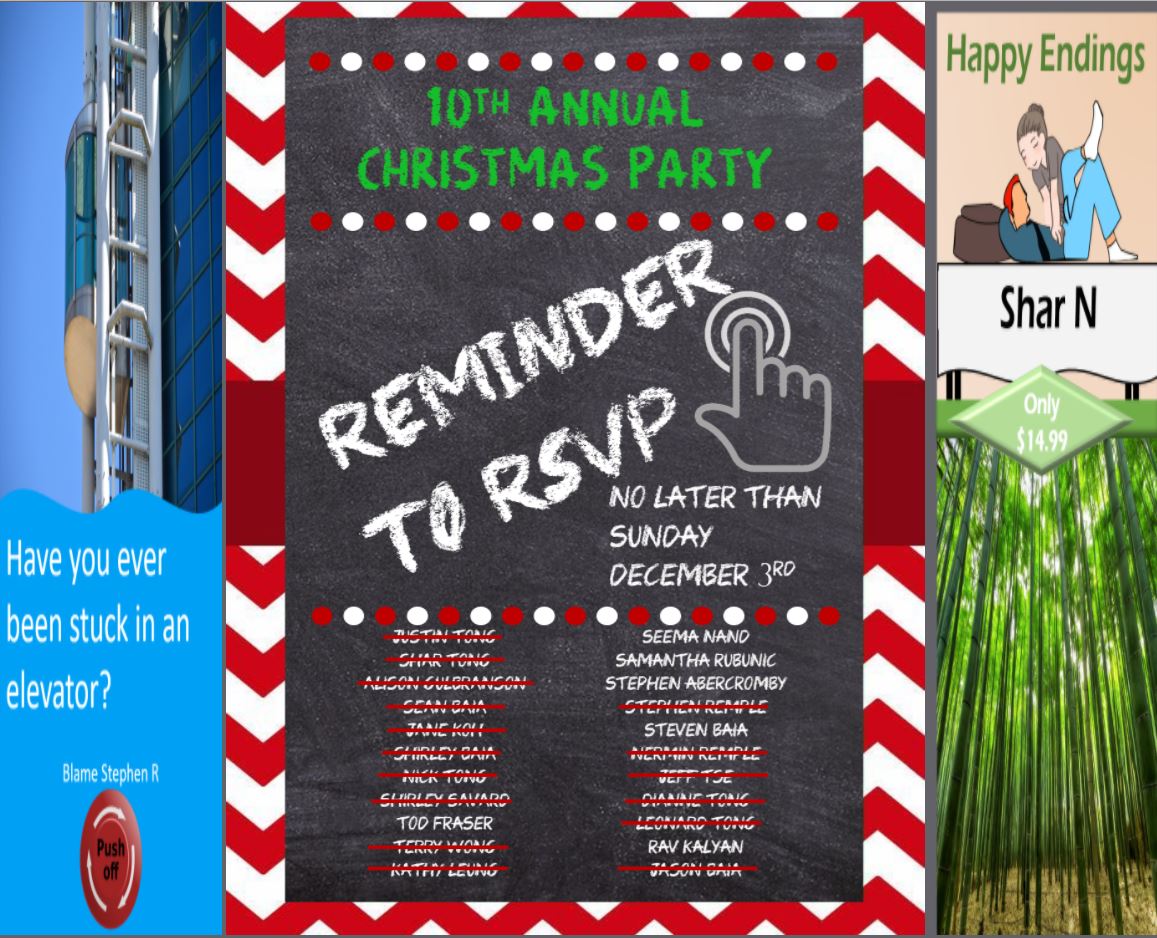 Have you ever
been stuck in an
elevator?
Blame Stephen R
Push
off
10TH ANNUAL
CHRISTMAS PARTY
REMINDER
TO RSVP
NO LATER THAN
SUNDAY
DECEMBER 3RD
JUSTIN TONG
SHAR TONG
ALISON GULBRANSON
SEAN BAIA
JANE KOH
SHIRLEY BAIA
NICK TONG
SHIRLEY SAVARD
TOD FRASER
TERRY WONG
KATHY LEUNG
SEEMA NAND
SAMANTHA RUBUNIC
STEPHEN ABERCROMBY
STEPHEN REMPLE
STEVEN BAIA
NERMIN REMPLE
JEFF TSE
DIANNE TONG
LEONARD TONG
RAV KALYAN
JASON BAIA
Happy Endings
Shar N
Only
$14.99